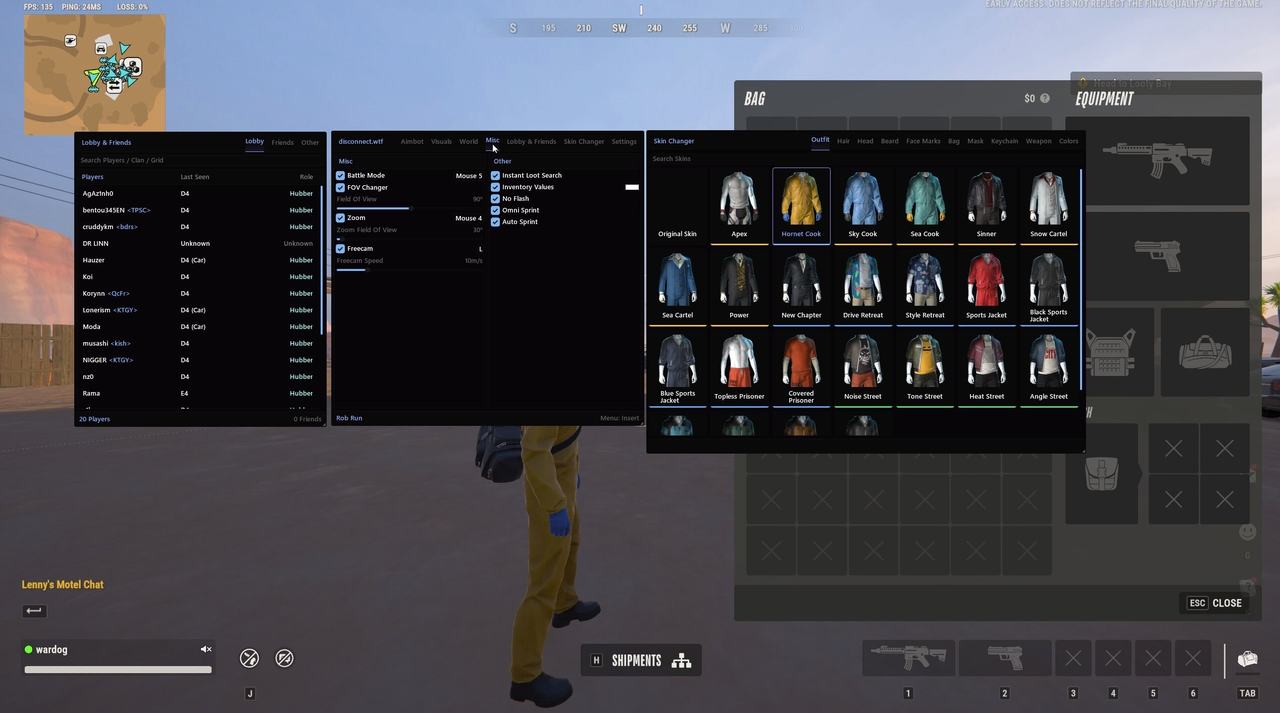 FPS: 135 PING: 24MS LOSS: 0%
EARLY ACCESS. DOES NOT REFLECT THE FINAL QUALITY OF THE GAME.
S 195 210 SW 240 255 W 285 300
Head to Looty Bay
BAG $0 EQUIPMENT
Lobby & Friends Lobby Friends Other
Search Players / Clan / Grid
Players Last Seen Role
AgAz1nh0 D4 Hubber
bentou345EN <TPSC> D4 Hubber
cruddykm <bdrs> D4 Hubber
DR LINN Unknown Unknown
Hauzer D4 (Car) Hubber
Koi D4 Hubber
Korynn <QcFr> D4 Hubber
Lonerism <KTGY> D4 (Car) Hubber
Moda D4 (Car) Hubber
musashi <kish> D4 Hubber
NIGGER <KTGY> D4 Hubber
nz0 D4 Hubber
Rama E4 Hubber
20 Players 0 Friends
disconnect.wtf Aimbot Visuals World Misc Lobby & Friends Skin Changer Settings
Misc
Battle Mode Mouse 5
FOV Changer
Field Of View 90°
Zoom Mouse 4
Zoom Field Of View 30°
Freecam L
Freecam Speed 10m/s
Other
Instant Loot Search
Inventory Values
No Flash
Omni Sprint
Auto Sprint
Rob Run Menu: Insert
Skin Changer Outfit Hair Head Beard Face Marks Bag Mask Keychain Weapon Colors
Search Skins
Original Skin Apex Hornet Cook Sky Cook Sea Cook Sinner Snow Cartel
Sea Cartel Power New Chapter Drive Retreat Style Retreat Sports Jacket Black Sports Jacket
Blue Sports Jacket Topless Prisoner Covered Prisoner Noise Street Tone Street Heat Street Angle Street
ESC CLOSE
Lenny's Motel Chat
wardog
J
H SHIPMENTS
1 2 3 4 5 6 TAB